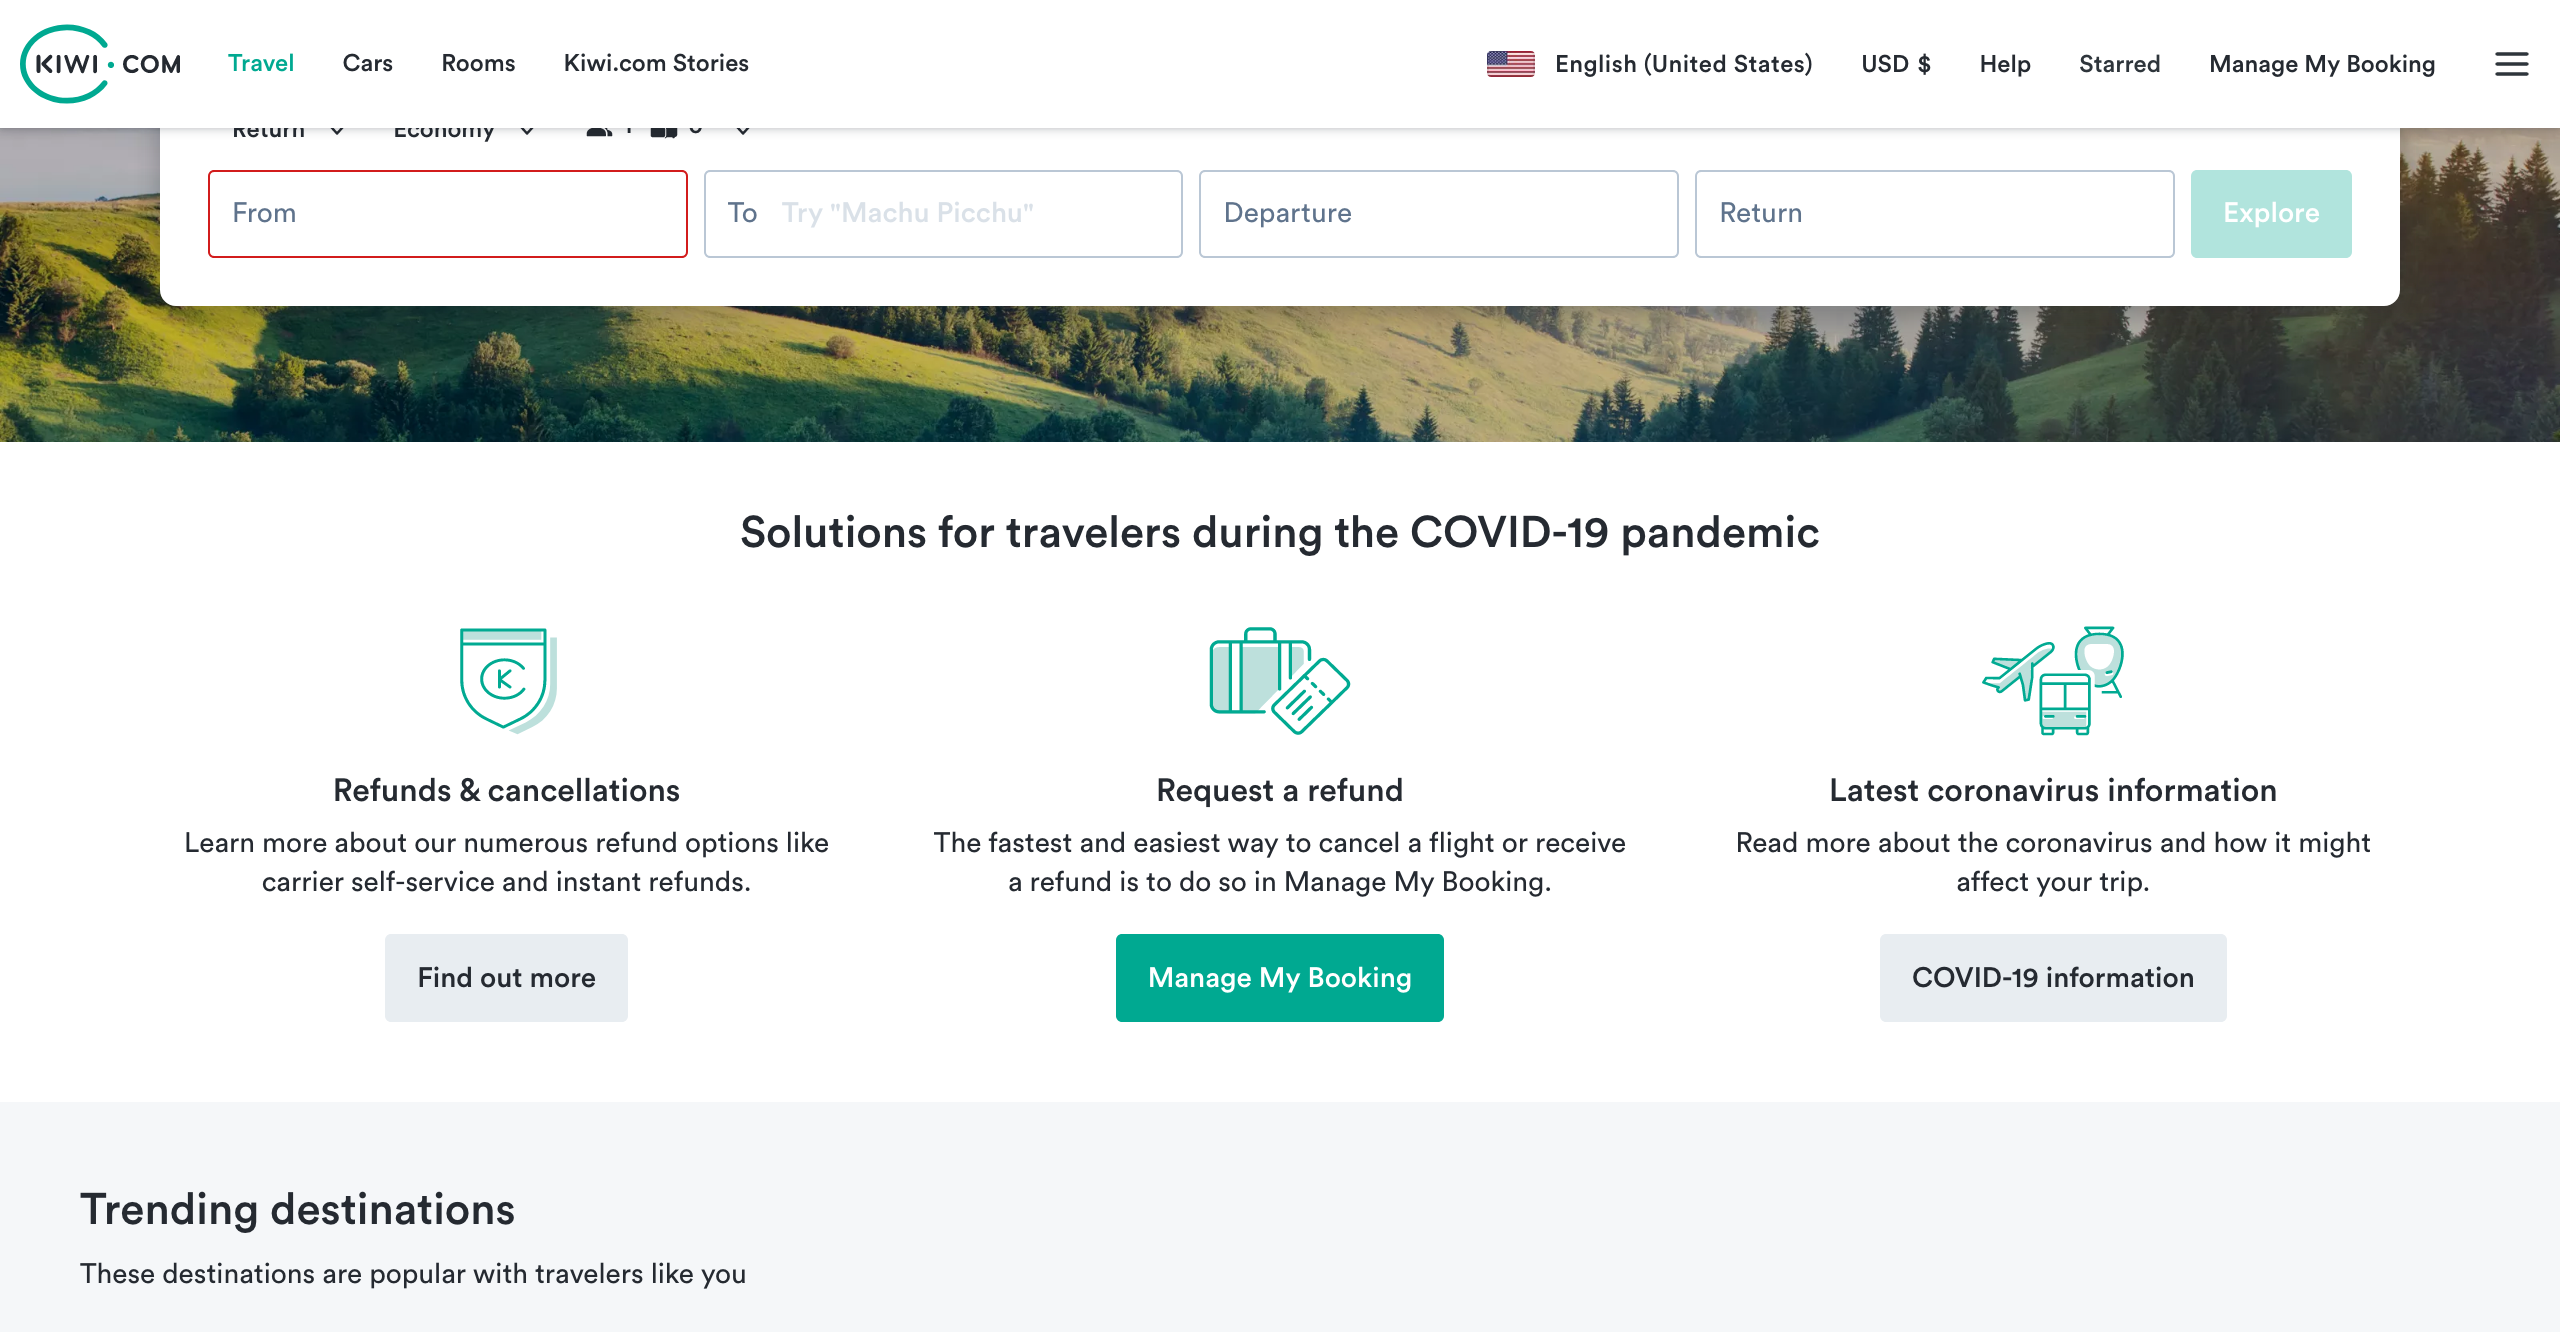 KIWI.COM
Travel
Cars
Rooms
Kiwi.com Stories
English (United States)
USD $
Help
Starred
Manage My Booking
Return
Economy
From
To
Try "Machu Picchu"
Departure
Return
Explore
Solutions for travelers during the COVID-19 pandemic
Refunds & cancellations
Learn more about our numerous refund options like
carrier self-service and instant refunds.
Find out more
Request a refund
The fastest and easiest way to cancel a flight or receive
a refund is to do so in Manage My Booking.
Manage My Booking
Latest coronavirus information
Read more about the coronavirus and how it might
affect your trip.
COVID-19 information
Trending destinations
These destinations are popular with travelers like you